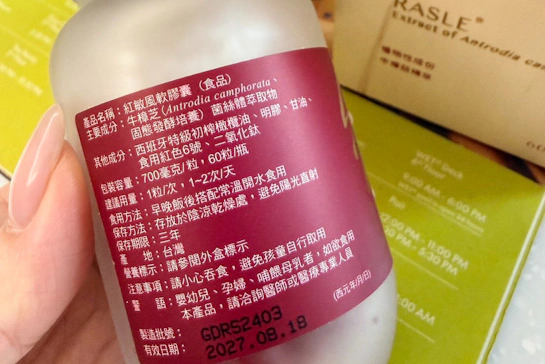 產品名稱：紅敏風軟膠囊（食品）
主要成分：牛樟芝(Antrodia camphorata、
固態發酵培養）菌絲體萃取物
其他成分：西班牙特級初榨橄欖油、明膠、甘油、
食用紅色6號、二氧化鈦
包裝容量：700毫克/粒，60粒/瓶
建議用量：1粒/次，1-2次/天
食用方法：早晚飯後搭配常溫開水食用
保存方法：存放於陰涼乾燥處，避免陽光直射
保存期限：三年
產　地：台灣
營養標示：請參閱外盒標示
注意事項：請小心吞食，避免孩童自行取用
警　語：嬰幼兒、孕婦、哺餵母乳者，如欲食用
本產品，請洽詢醫師或醫療專業人員
製造批號：GDRS2403
有效日期：2027.08.18
(西元年/月/日)
RASLE®
Extract of Antrodia cam
4th Floor
9:00 AM - 6:00 PM
Pub